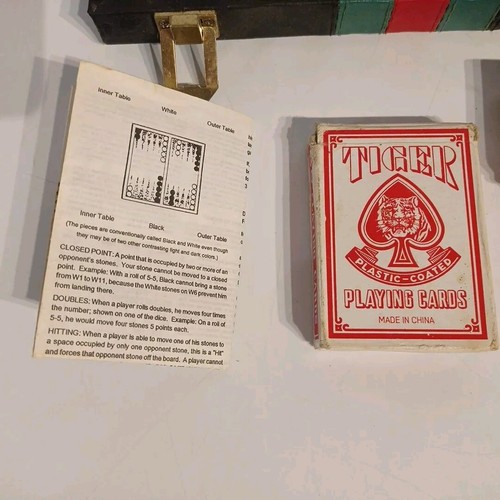 Inner Table
White
Outer Table
Inner Table
Black
Outer Table
(The pieces are conventionally called Black and White even though
they may be of two other contrasting light and dark colors.)
CLOSED POINT: A point that is occupied by two or more of an
opponent's stones. Your stone cannot be moved to a closed
point. Example: With a roll of 5-5, Black cannot bring a stone
from W1 to W11, because the White stones on W6 prevent him
from landing there.
DOUBLES: When a player rolls doubles, he moves four times
the number; shown on one of the dice. Example: On a roll of
5-5, he would move four stones 5 points each.
HITTING: When a player is able to move one of his stones to
a space occupied by only one opponent stone, this is a "Hit"
and forces that opponent stone off the board. A player cannot
TIGER
PLASTIC-COATED
PLAYING CARDS
MADE IN CHINA